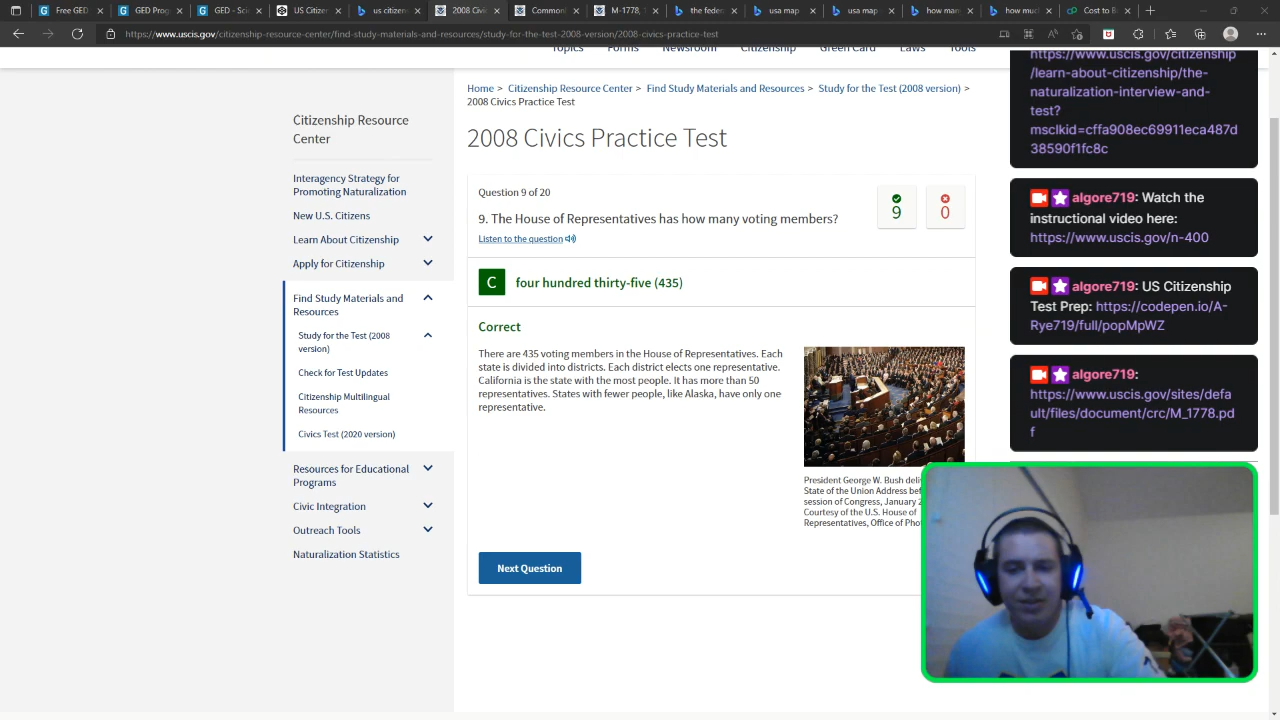 Free GED
GED Prog
GED - Sci
US Citizen
us citizen
2008 Civic
Commonl
M-1778, T
the feder
usa map
usa map
how man
how muc
Cost to B
https://www.uscis.gov/citizenship-resource-center/find-study-materials-and-resources/study-for-the-test-2008-version/2008-civics-practice-test
Topics
Forms
Newsroom
Citizenship
Green Card
Laws
Tools
Home > Citizenship Resource Center > Find Study Materials and Resources > Study for the Test (2008 version) >
2008 Civics Practice Test
Citizenship Resource
Center
Interagency Strategy for
Promoting Naturalization
New U.S. Citizens
Learn About Citizenship
Apply for Citizenship
Find Study Materials and
Resources
Study for the Test (2008
version)
Check for Test Updates
Citizenship Multilingual
Resources
Civics Test (2020 version)
Resources for Educational
Programs
Civic Integration
Outreach Tools
Naturalization Statistics
2008 Civics Practice Test
Question 9 of 20
9
0
9. The House of Representatives has how many voting members?
Listen to the question
C four hundred thirty-five (435)
Correct
There are 435 voting members in the House of Representatives. Each
state is divided into districts. Each district elects one representative.
California is the state with the most people. It has more than 50
representatives. States with fewer people, like Alaska, have only one
representative.
President George W. Bush deli
State of the Union Address bef
session of Congress, January 2
Courtesy of the U.S. House of
Representatives, Office of Phot
Next Question
https://www.uscis.gov/citizenship
/learn-about-citizenship/the-
naturalization-interview-and-
test?
msclkid=cffa908ec69911eca487d
38590f1fc8c
algore719: Watch the
instructional video here:
https://www.uscis.gov/n-400
algore719: US Citizenship
Test Prep: https://codepen.io/A-
Rye719/full/popMpWZ
algore719:
https://www.uscis.gov/sites/defa
ult/files/document/crc/M_1778.pd
f